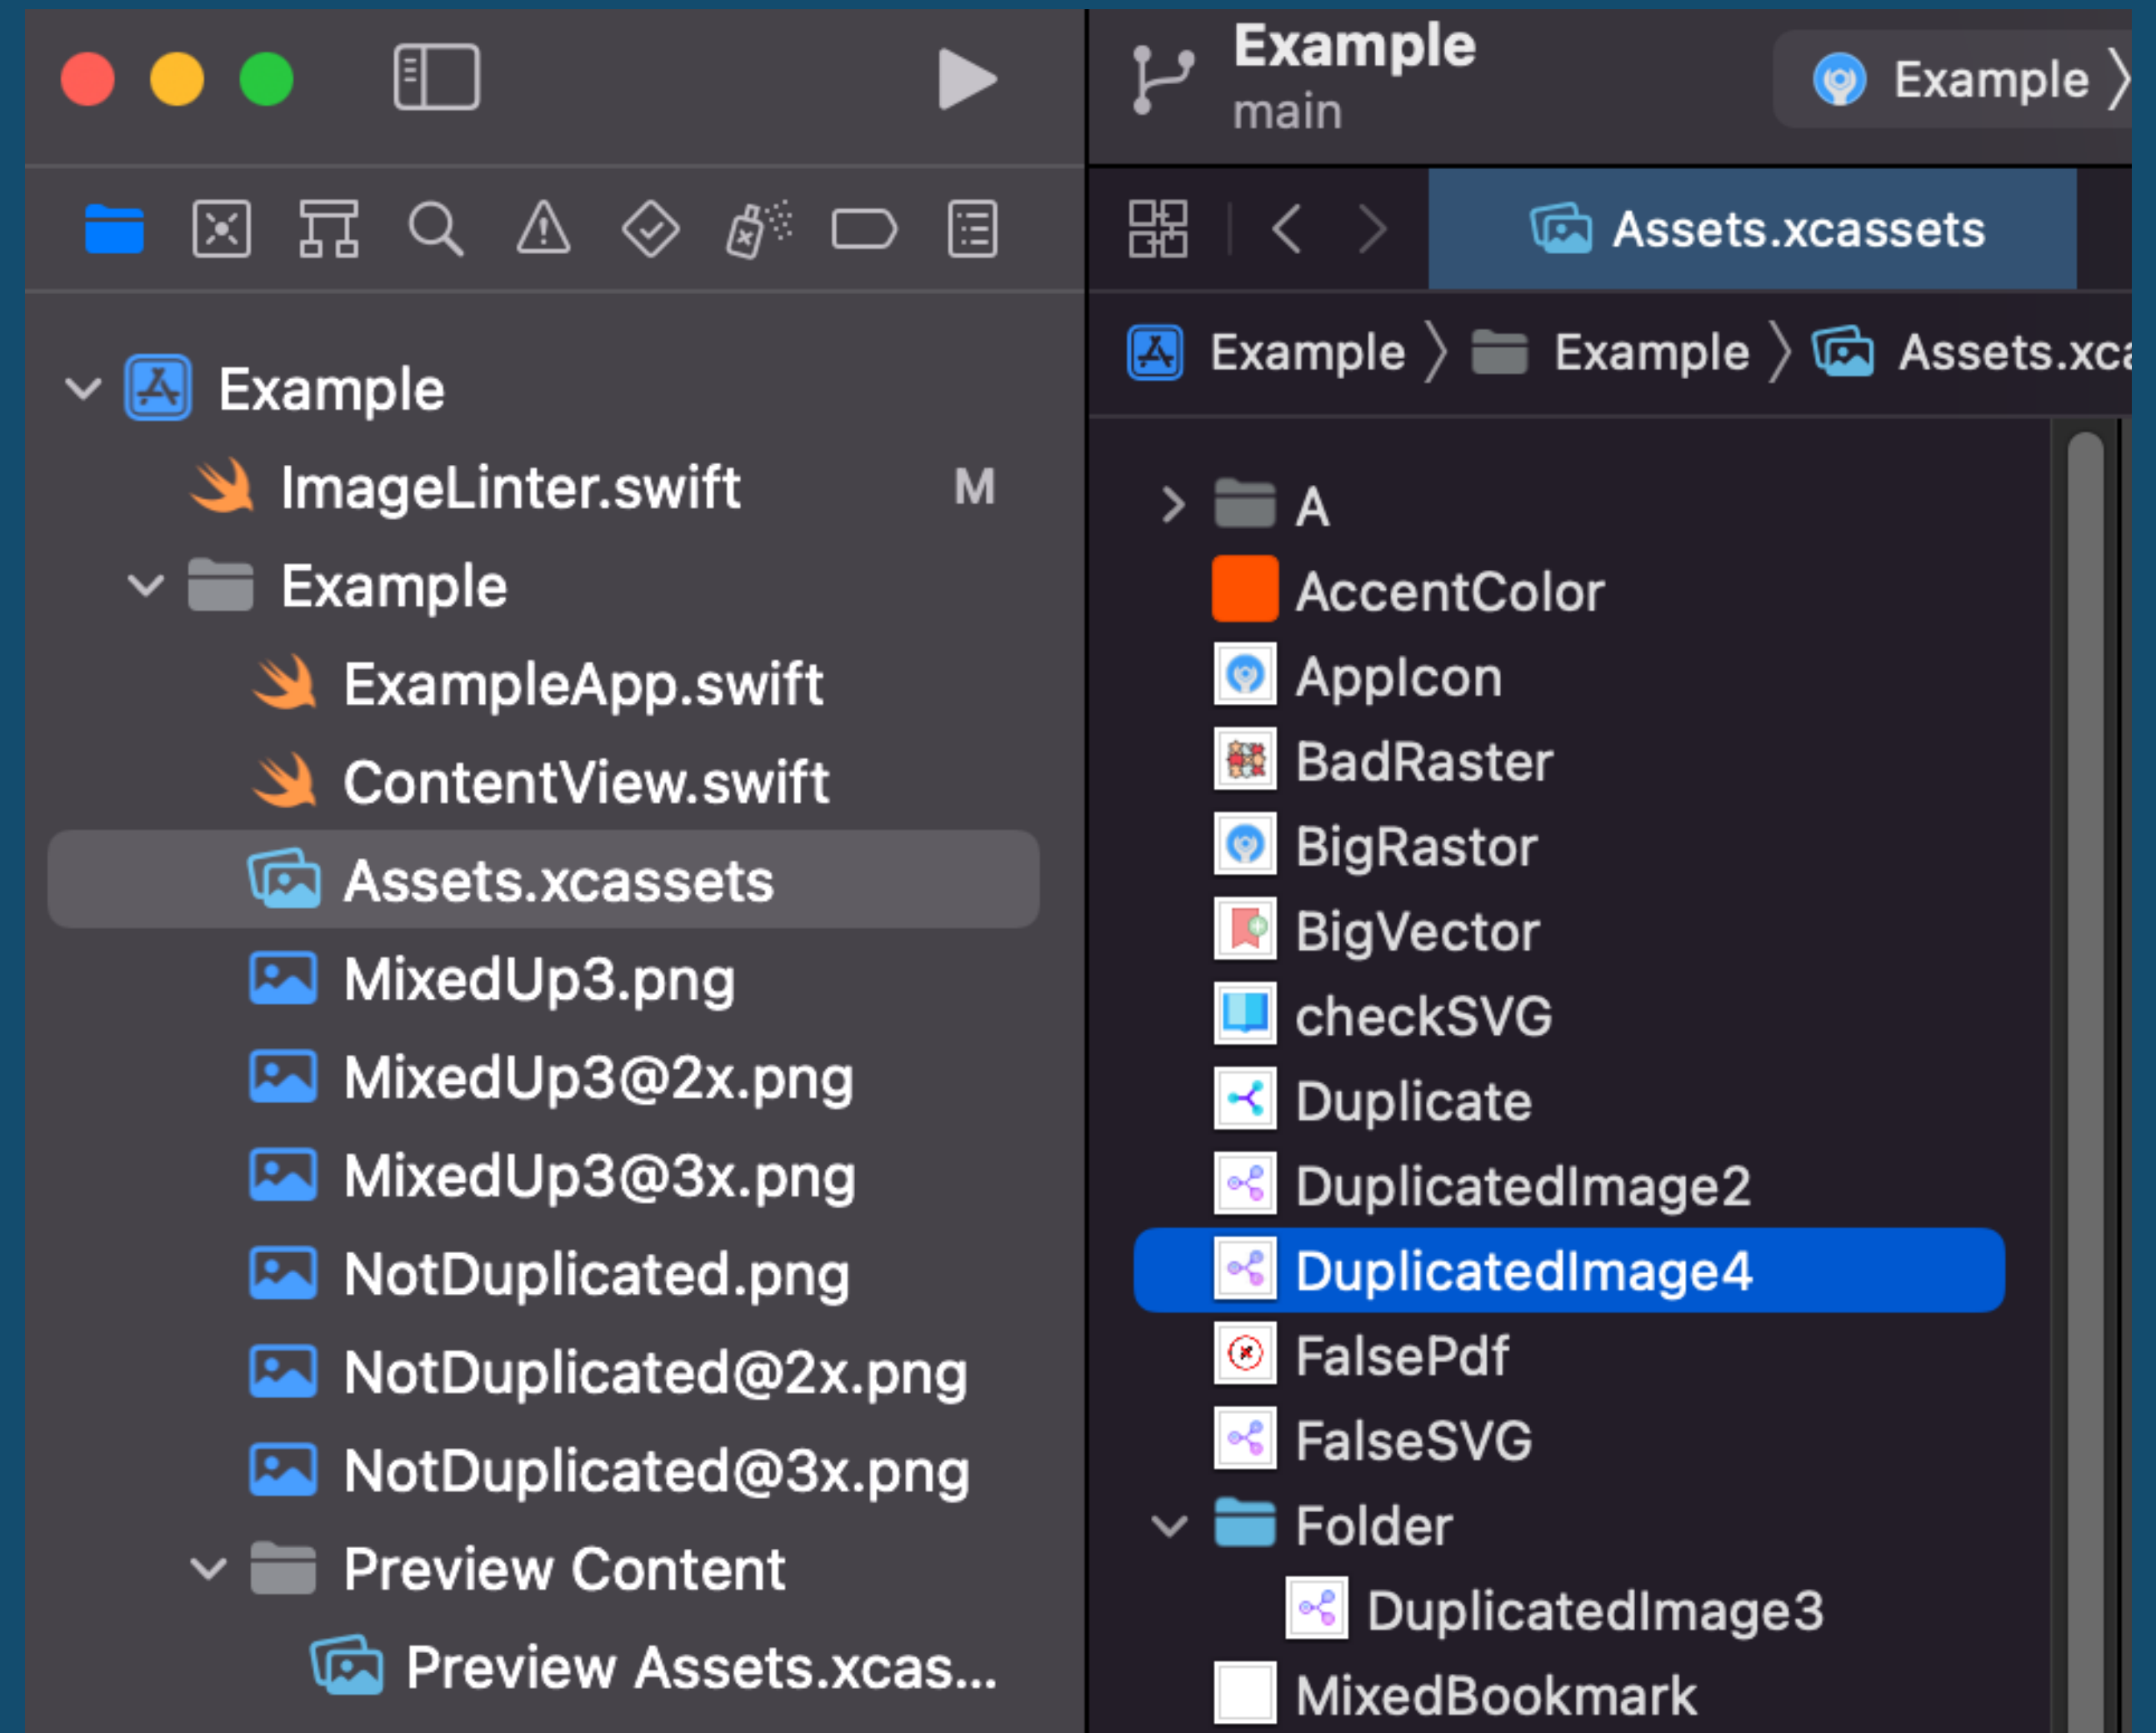 Example
main
Example
Assets.xcassets
Example
Example
Assets.xca
Example
ImageLinter.swift M
Example
ExampleApp.swift
ContentView.swift
Assets.xcassets
MixedUp3.png
MixedUp3@2x.png
MixedUp3@3x.png
NotDuplicated.png
NotDuplicated@2x.png
NotDuplicated@3x.png
Preview Content
Preview Assets.xcas...
A
AccentColor
AppIcon
BadRaster
BigRastor
BigVector
checkSVG
Duplicate
DuplicatedImage2
DuplicatedImage4
FalsePdf
FalseSVG
Folder
DuplicatedImage3
MixedBookmark